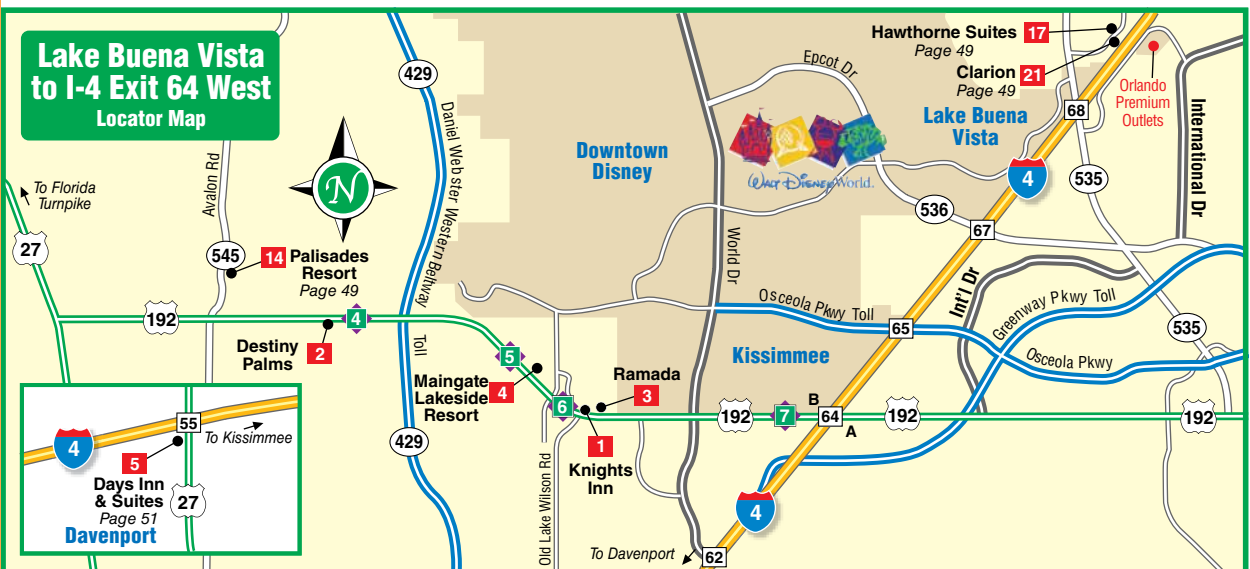 Lake Buena Vista
to I-4 Exit 64 West
Locator Map
To Florida
Turnpike
27
Avalon Rd
545
14 Palisades
Resort
Page 49
192
Destiny
Palms
2
4
429
Daniel Webster Western Beltway
Toll
429
N
5
Maingate
Lakeside
Resort
4
6
Ramada
3
1
Knights
Inn
Old Lake Wilson Rd
Downtown
Disney
World Dr
Epcot Dr
Walt Disney World.
Lake Buena
Vista
Hawthorne Suites 17
Page 49
Clarion 21
Page 49
Orlando
Premium
Outlets
68
4
535
International Dr
536
67
Int'l Dr
Greenway Pkwy Toll
Osceola Pkwy Toll
65
Osceola Pkwy
535
Kissimmee
192
7
B
64
A
192
192
4
To Davenport
62
4
55
To Kissimmee
5
Days Inn
& Suites
Page 51
27
Davenport